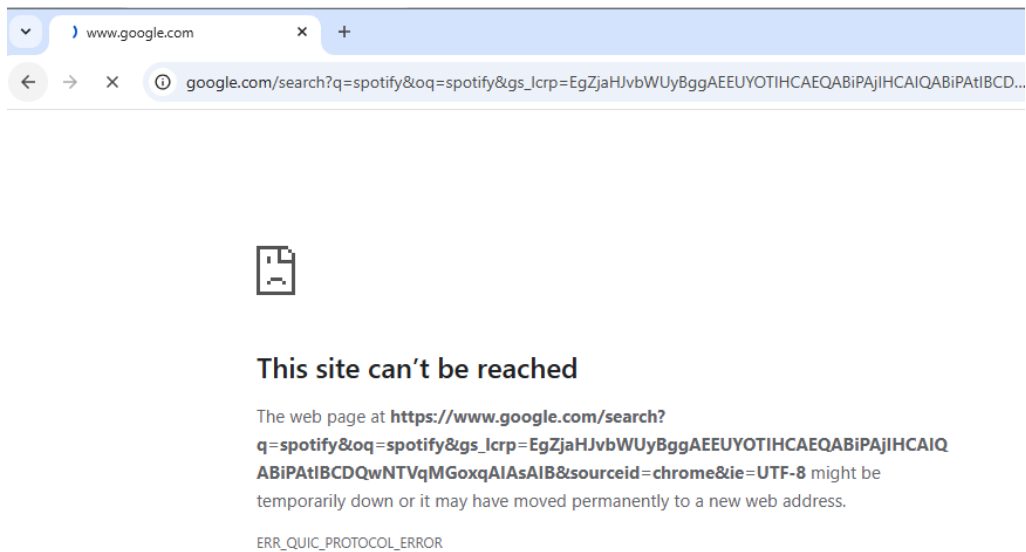 www.google.com
google.com/search?q=spotify&oq=spotify&gs_lcrp=EgZjaHJvbWUyBggAEEUYOTIHCAEQABiPAjIHCAIQABiPAtIBCD...
This site can’t be reached
The web page at https://www.google.com/search?
q=spotify&oq=spotify&gs_lcrp=EgZjaHJvbWUyBggAEEUYOTIHCAEQABiPAjIHCAIQ
ABiPAtIBCDQwNTVqMGoxqAIAsAIB&sourceid=chrome&ie=UTF-8 might be
temporarily down or it may have moved permanently to a new web address.
ERR_QUIC_PROTOCOL_ERROR